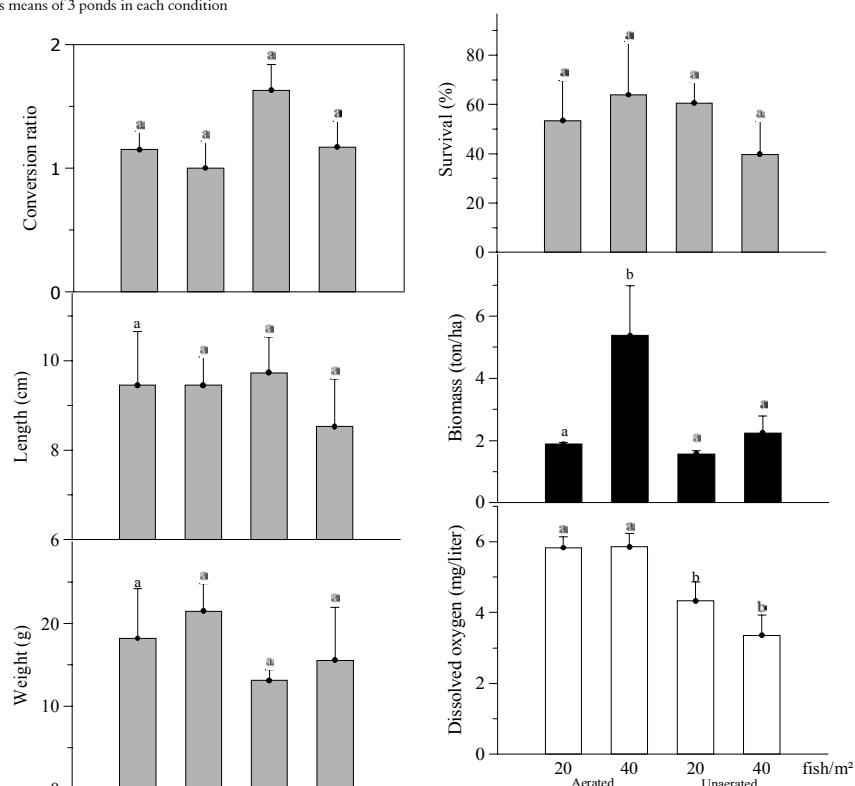 s means of 3 ponds in each condition
2
1
0
Conversion ratio
a
a
a
a
10
8
6
Length (cm)
a
a
a
a
20
10
0
Weight (g)
a
a
a
a
80
60
40
20
0
Survival (%)
a
a
a
a
6
4
2
0
Biomass (ton/ha)
a
b
a
a
6
4
2
0
Dissolved oxygen (mg/liter)
a
a
b
b
20 40 20 40 fish/m²
Aerated Unaerated